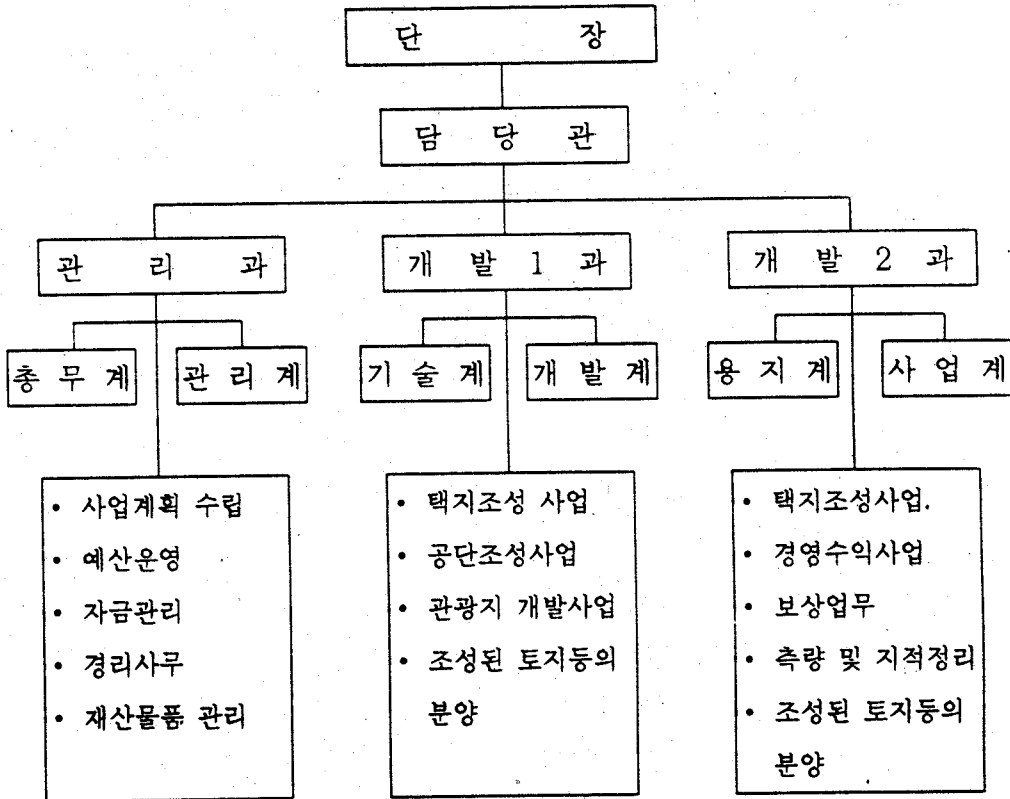 단 장
담 당 관
관 리 과
개 발 1 과
개 발 2 과
총 무 계
관 리 계
기 술 계
개 발 계
용 지 계
사 업 계
• 사업계획 수립
• 예산운영
• 자금관리
• 경리사무
• 재산물품 관리
• 택지조성 사업
• 공단조성사업
• 관광지 개발사업
• 조성된 토지등의
분양
• 택지조성사업.
• 경영수익사업
• 보상업무
• 측량 및 지적정리
• 조성된 토지등의
분양